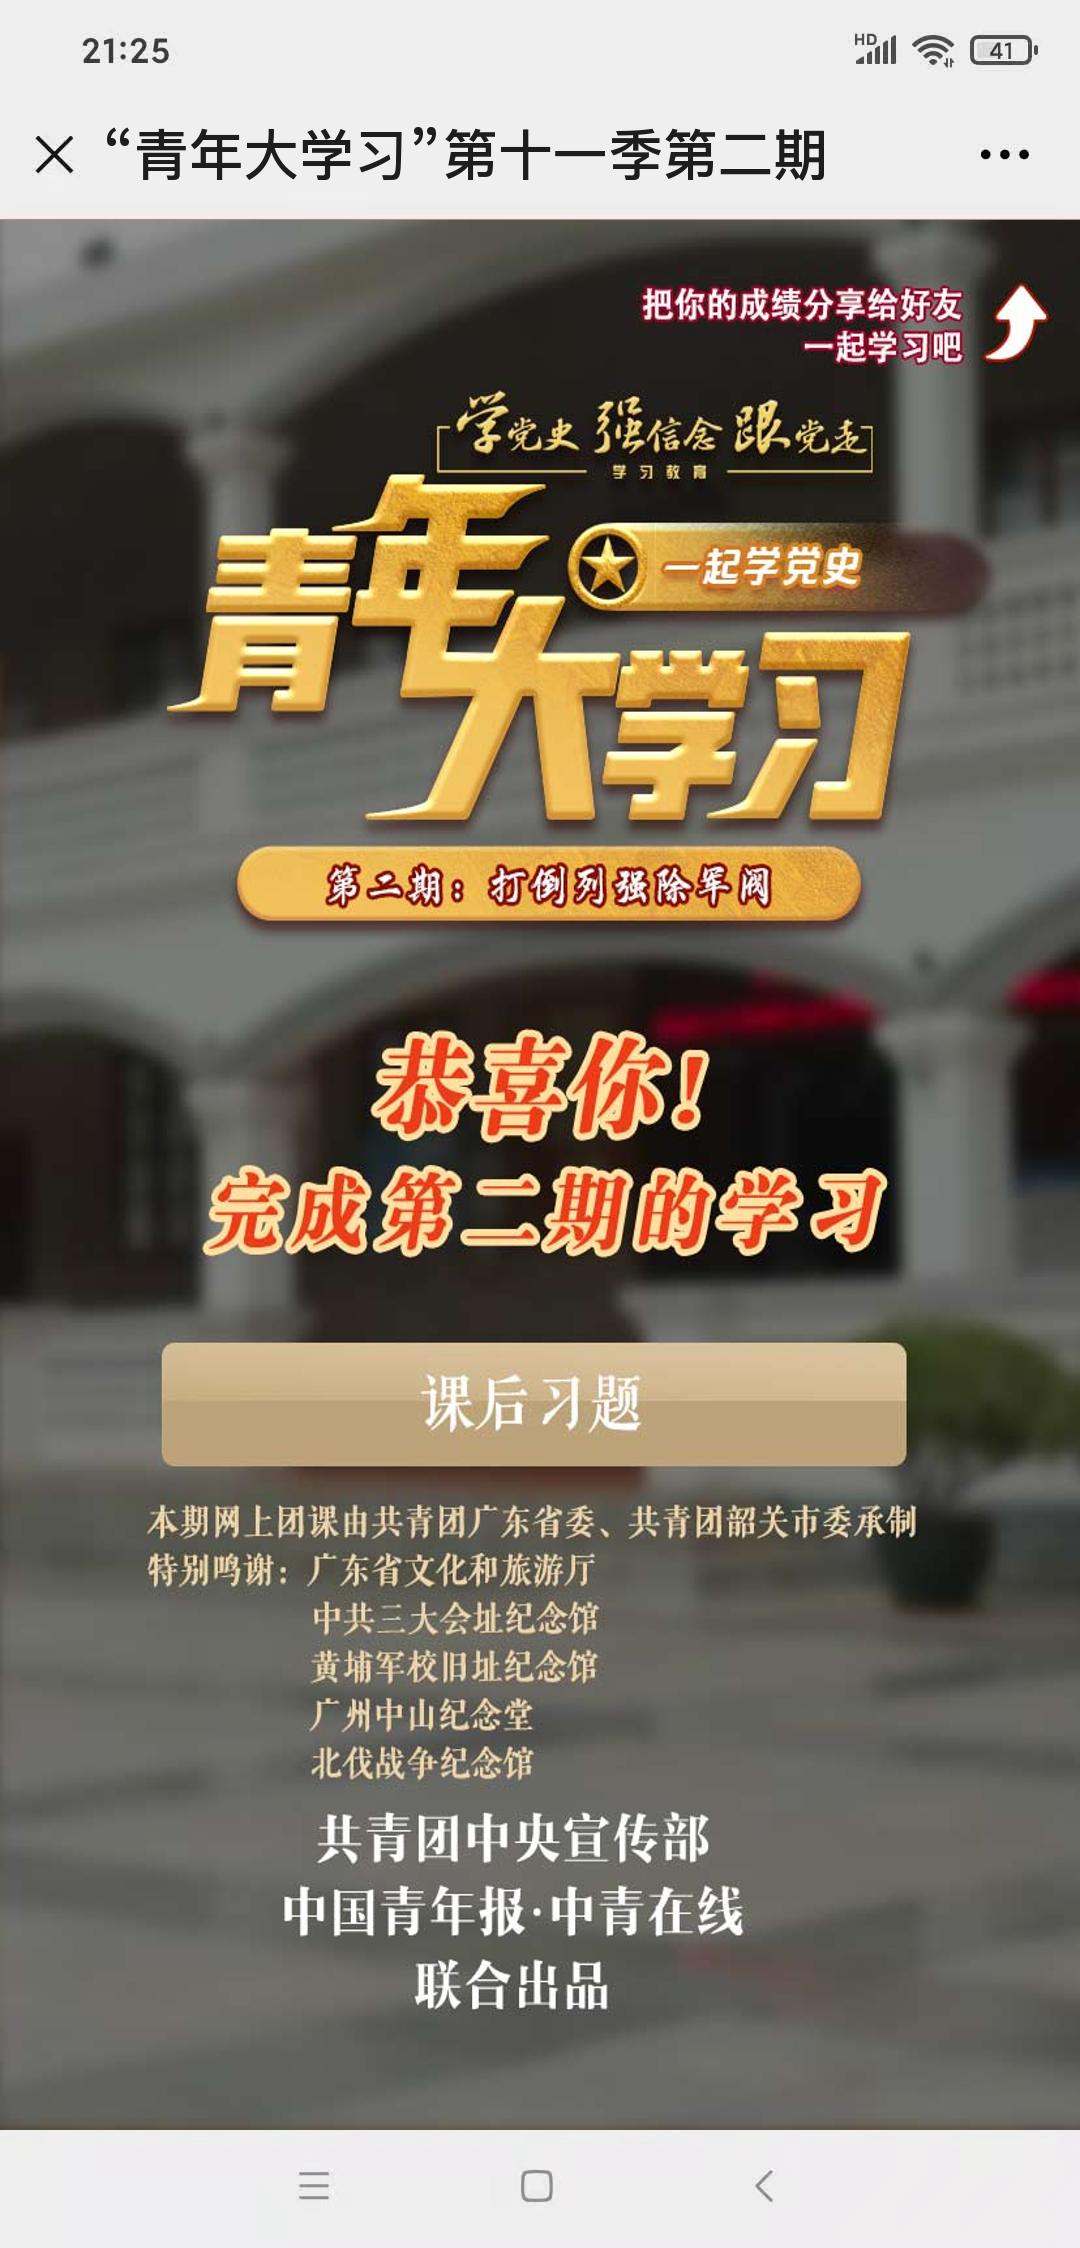 21:25
HD
41
“青年大学习”第十一季第二期
把你的成绩分享给好友
一起学习吧
学党史 强信念 跟党走
学习教育
青年大学习
一起学党史
第二期：打倒列强除军阀
恭喜你!
完成第二期的学习
课后习题
本期网上团课由共青团广东省委、共青团韶关市委承制
特别鸣谢：广东省文化和旅游厅
中共三大会址纪念馆
黄埔军校旧址纪念馆
广州中山纪念堂
北伐战争纪念馆
共青团中央宣传部
中国青年报·中青在线
联合出品